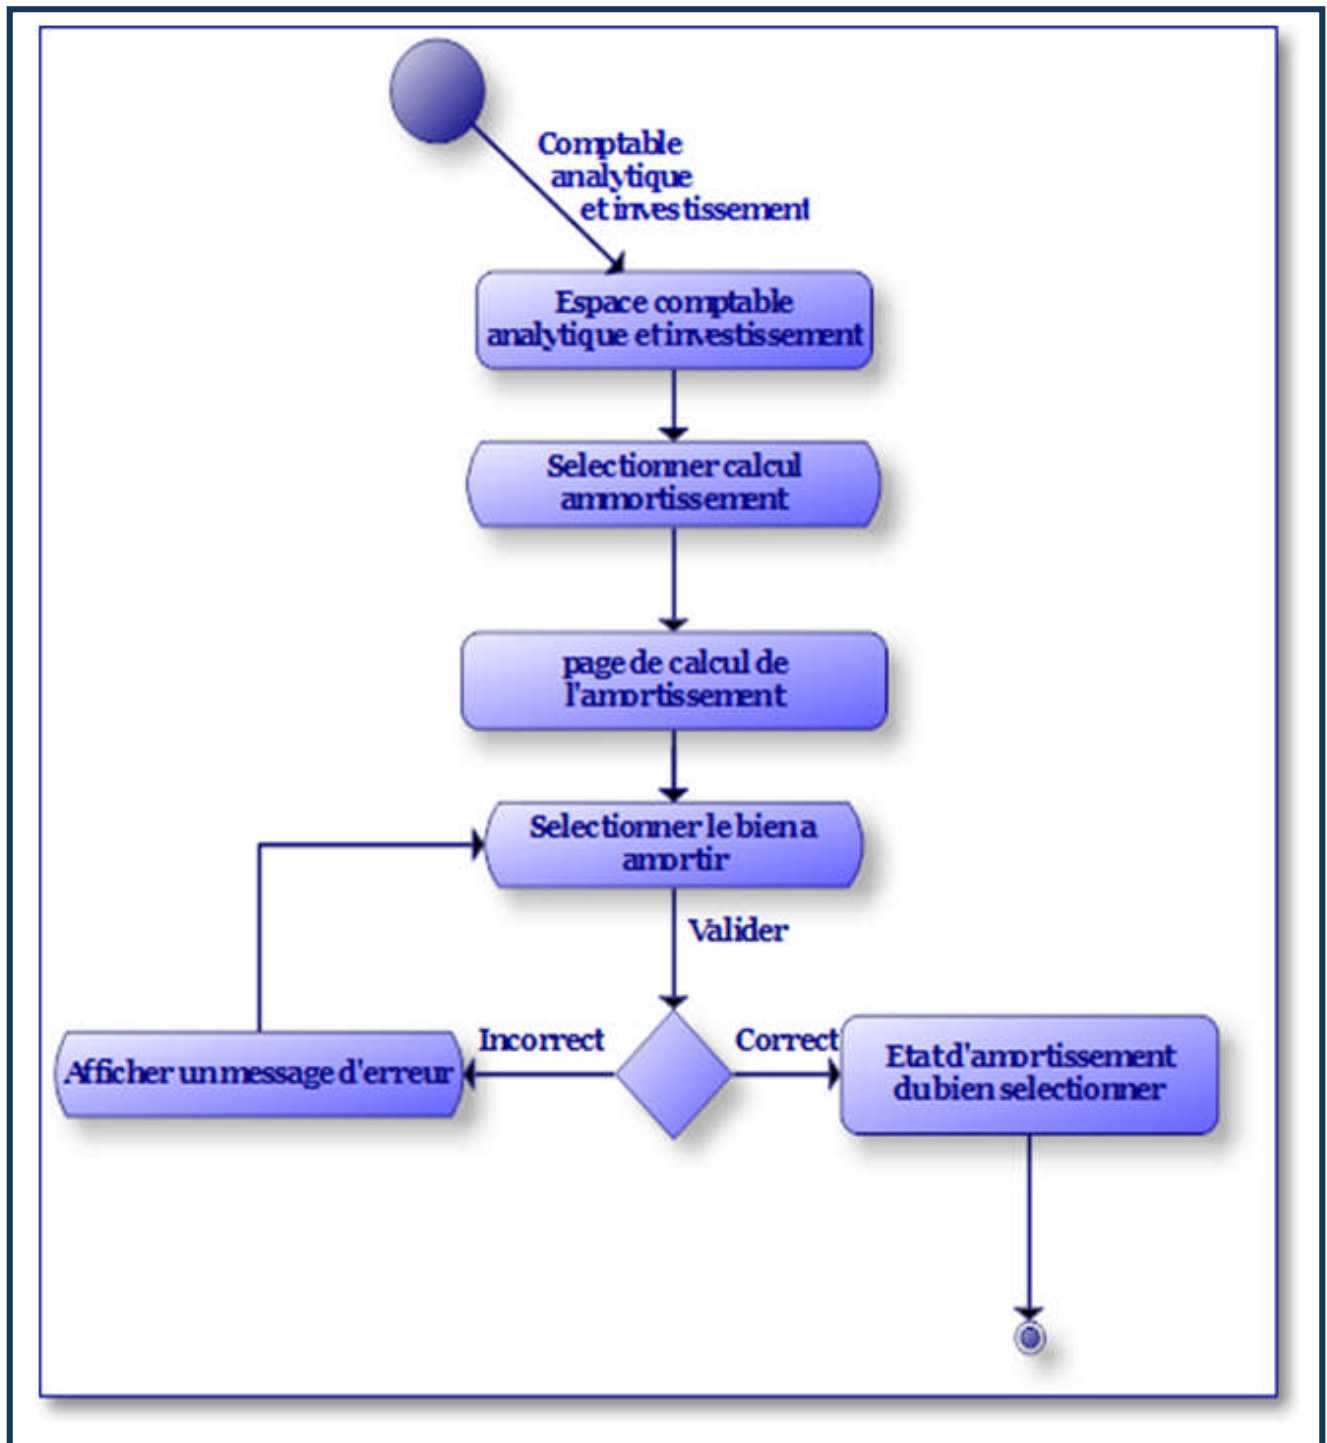 Comptable
analytique
et investissement
Espace comptable
analytique et investissement
Selectionner calcul
ammortissement
page de calcul de
l'amortissement
Selectionner le bien a
amortir
Valider
Incorrect
Correct
Afficher un message d'erreur
Etat d'amortissement
du bien selectionner